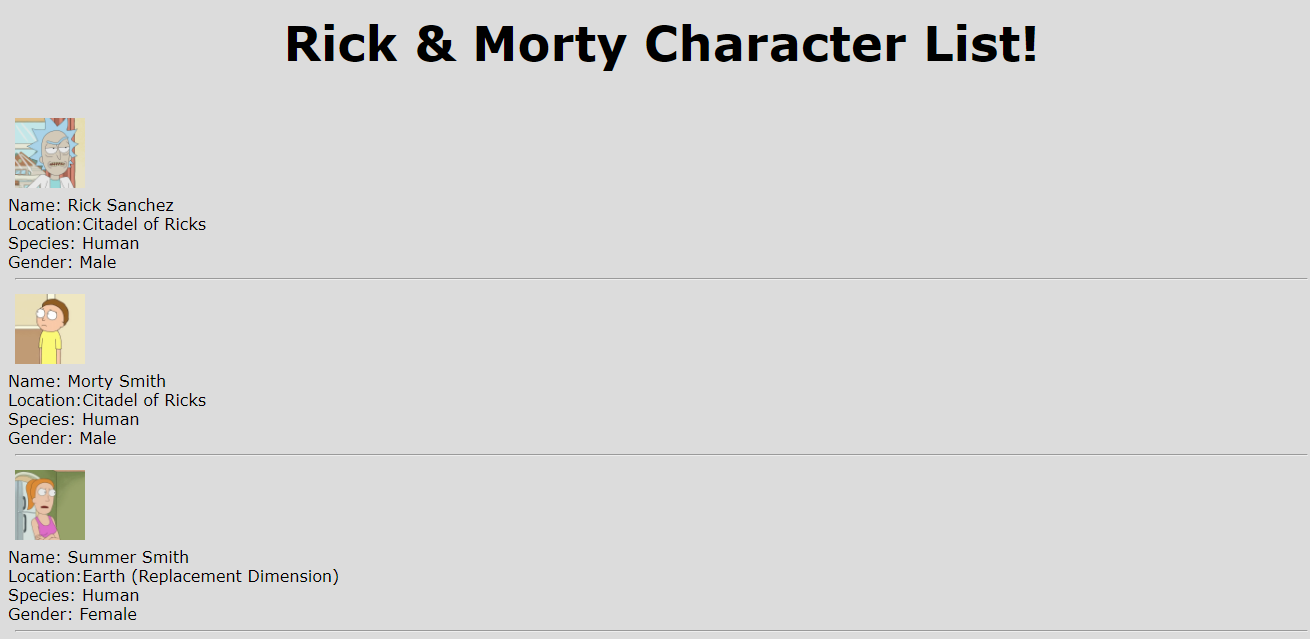 Rick & Morty Character List!
Name: Rick Sanchez
Location:Citadel of Ricks
Species: Human
Gender: Male
Name: Morty Smith
Location:Citadel of Ricks
Species: Human
Gender: Male
Name: Summer Smith
Location:Earth (Replacement Dimension)
Species: Human
Gender: Female